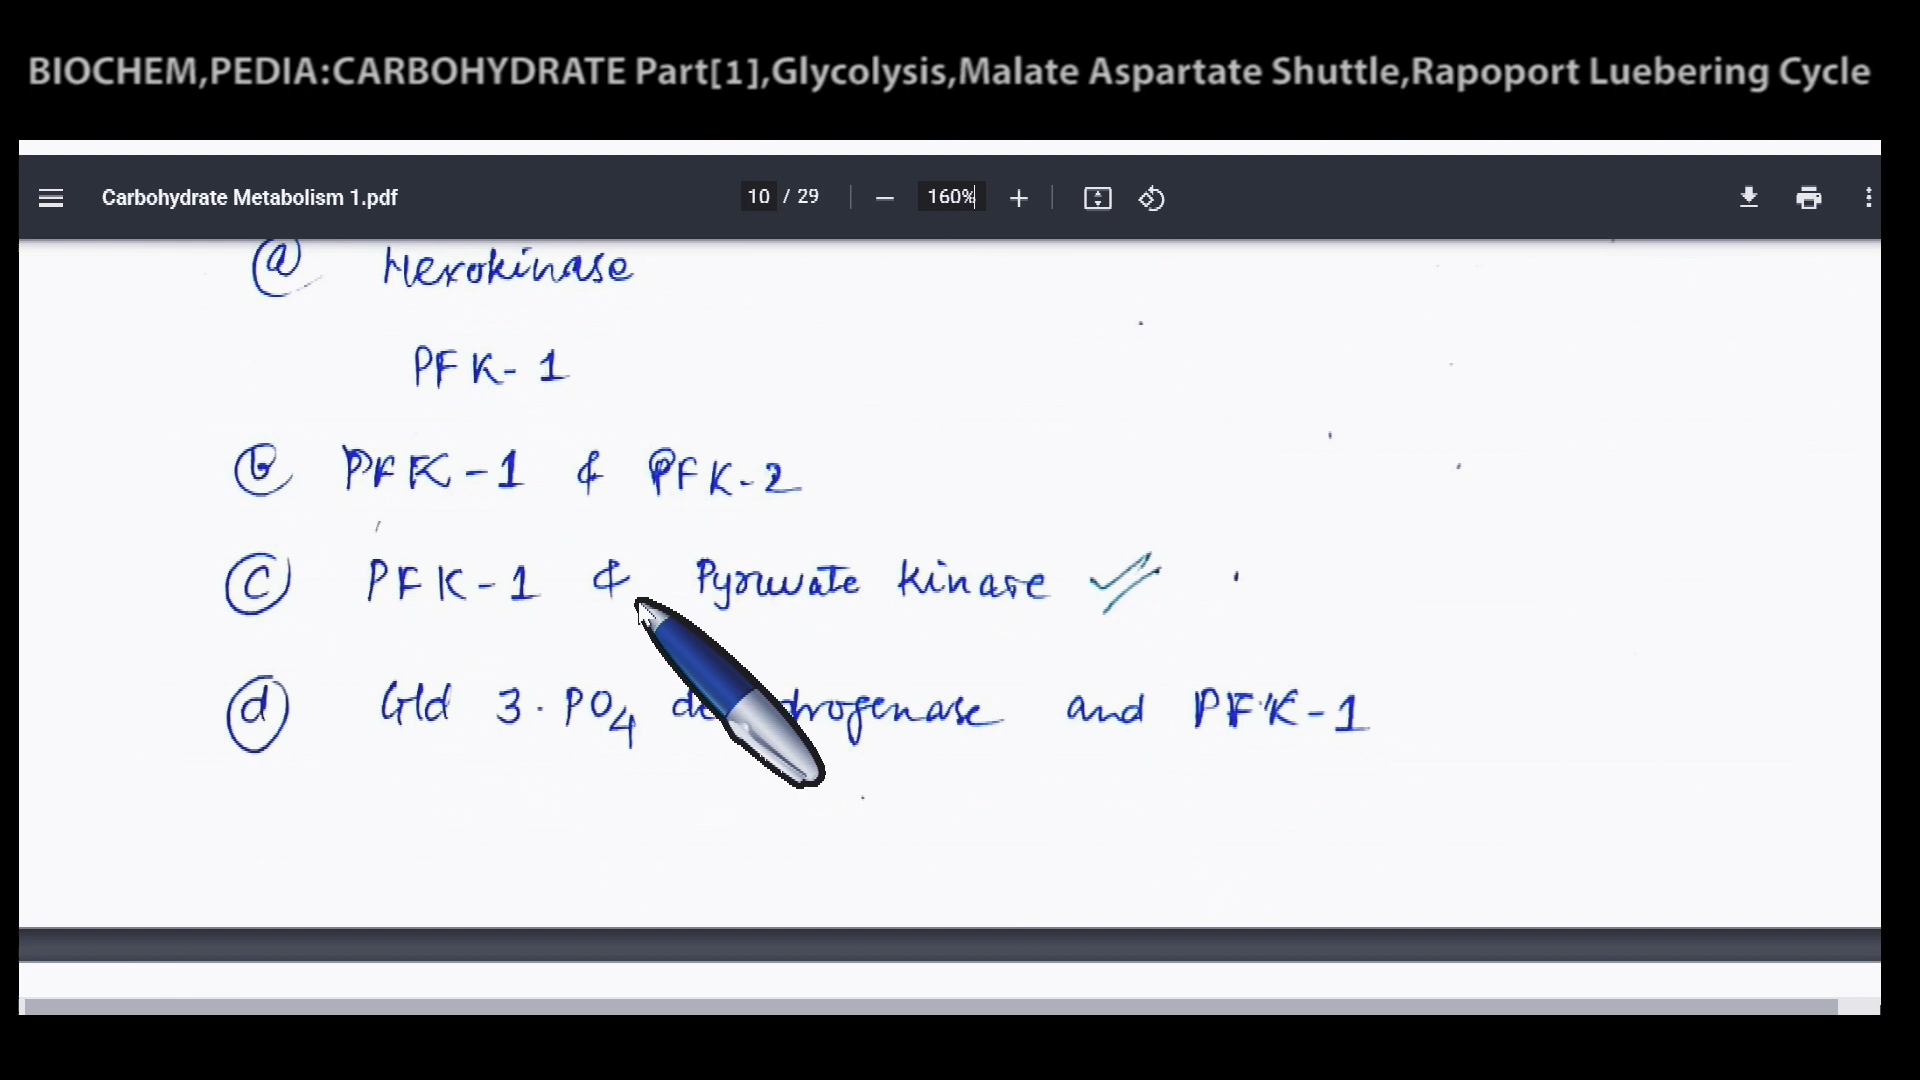 BIOCHEM,PEDIA:CARBOHYDRATE Part[1],Glycolysis,Malate Aspartate Shuttle,Rapoport Luebering Cycle
Carbohydrate Metabolism 1.pdf 10 / 29 — 160% +
a Hexokinase
PFK-1
b PFK-1 & PFK-2
c PFK-1 & Pyruvate kinase
d Gld 3.PO4 and PFK-1